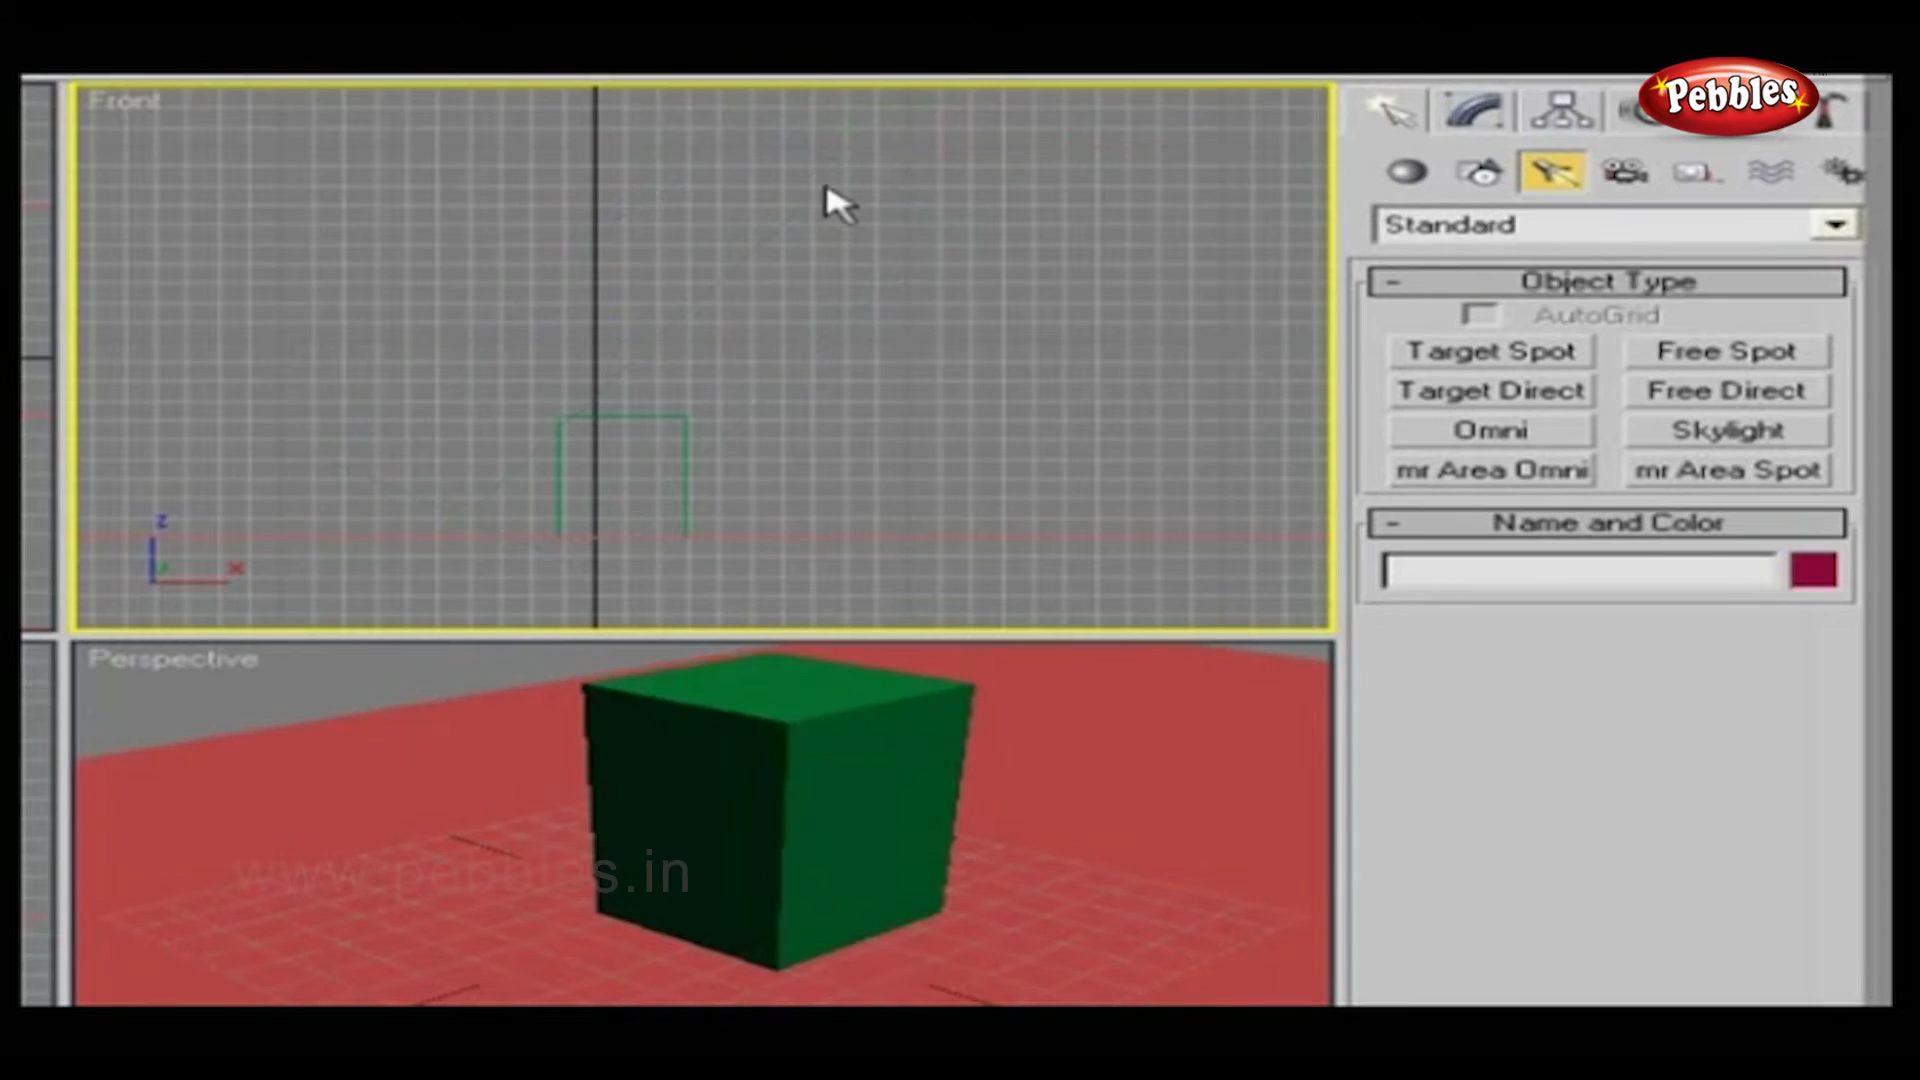 Front
Pebbles
Standard
Object Type
AutoGrid
Target Spot
Free Spot
Target Direct
Free Direct
Omni
Skylight
mr Area Omni
mr Area Spot
Name and Color
z
x
Perspective
www.pebbles.in